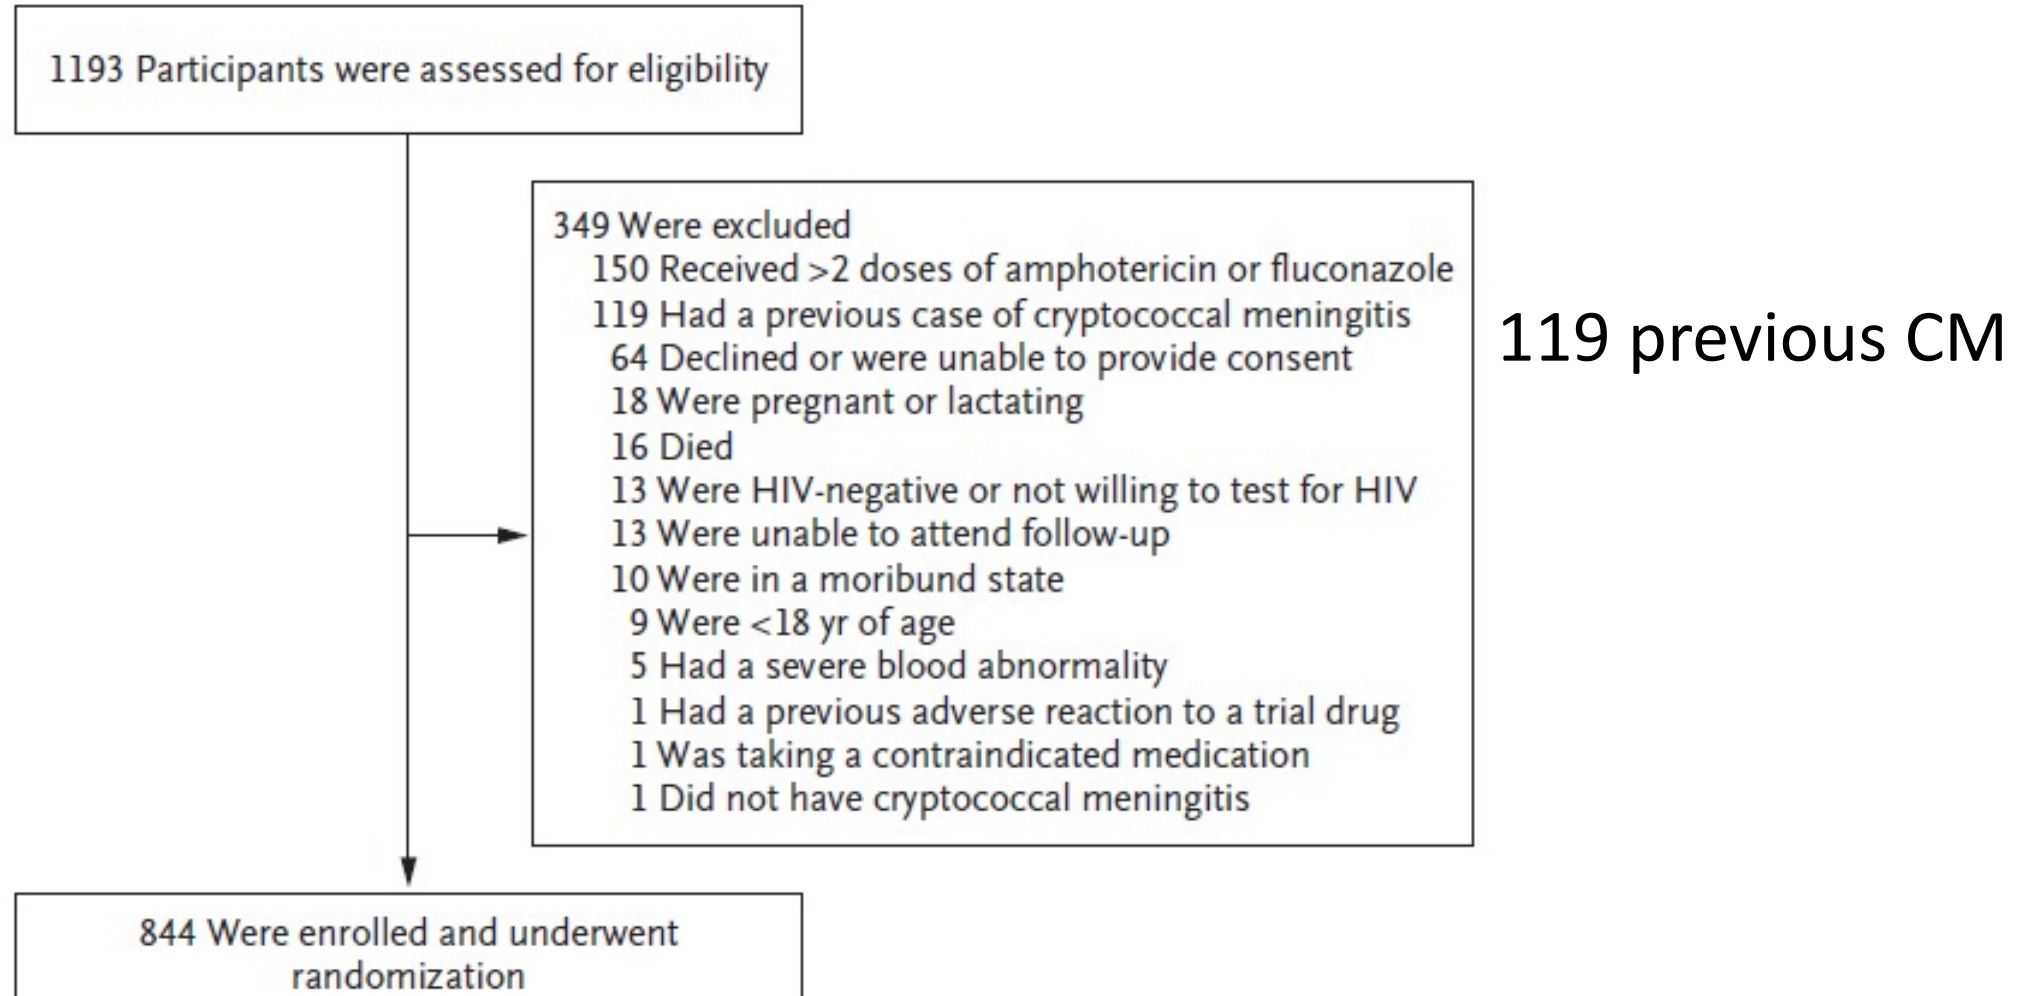 1193 Participants were assessed for eligibility
349 Were excluded
150 Received >2 doses of amphotericin or fluconazole
119 Had a previous case of cryptococcal meningitis
64 Declined or were unable to provide consent
18 Were pregnant or lactating
16 Died
13 Were HIV-negative or not willing to test for HIV
13 Were unable to attend follow-up
10 Were in a moribund state
9 Were <18 yr of age
5 Had a severe blood abnormality
1 Had a previous adverse reaction to a trial drug
1 Was taking a contraindicated medication
1 Did not have cryptococcal meningitis
119 previous CM
844 Were enrolled and underwent
randomization